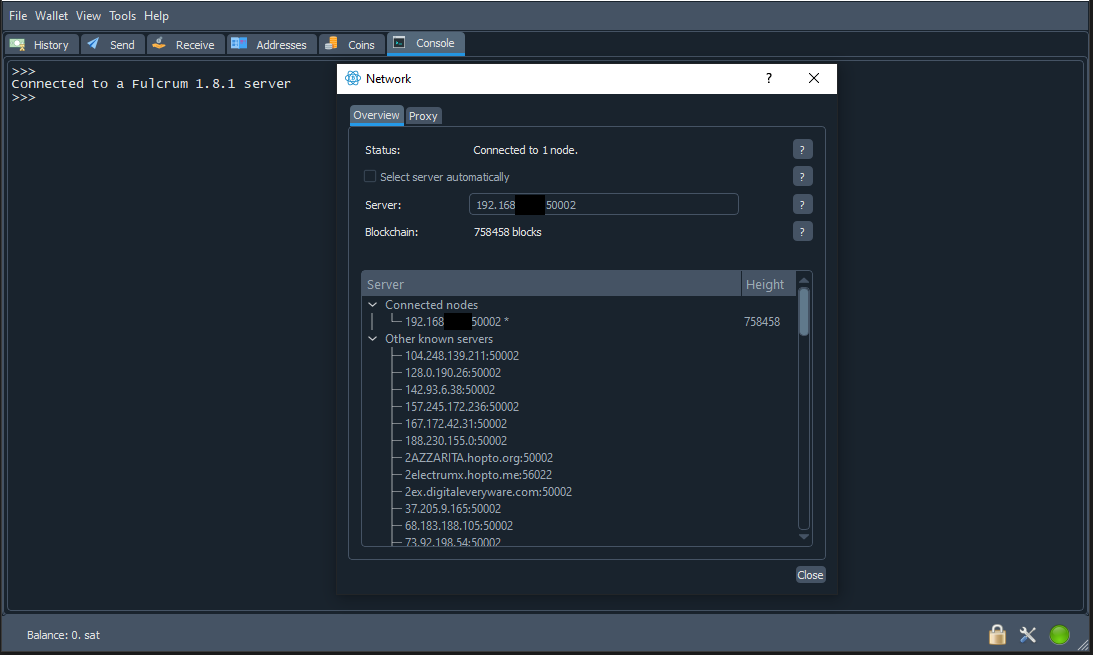 File Wallet View Tools Help
History Send Receive Addresses Coins Console
>>>
Connected to a Fulcrum 1.8.1 server
>>>
Network
?
Overview Proxy
Status: Connected to 1 node. ?
Select server automatically ?
Server: 192.168 50002 ?
Blockchain: 758458 blocks ?
Server Height
Connected nodes
192.168 50002 * 758458
Other known servers
104.248.139.211:50002
128.0.190.26:50002
142.93.6.38:50002
157.245.172.236:50002
167.172.42.31:50002
188.230.155.0:50002
2AZZARITA.hopto.org:50002
2electrumx.hopto.me:56022
2ex.digitaleveryware.com:50002
37.205.9.165:50002
68.183.188.105:50002
73.92.198.54:50002
Close
Balance: 0. sat